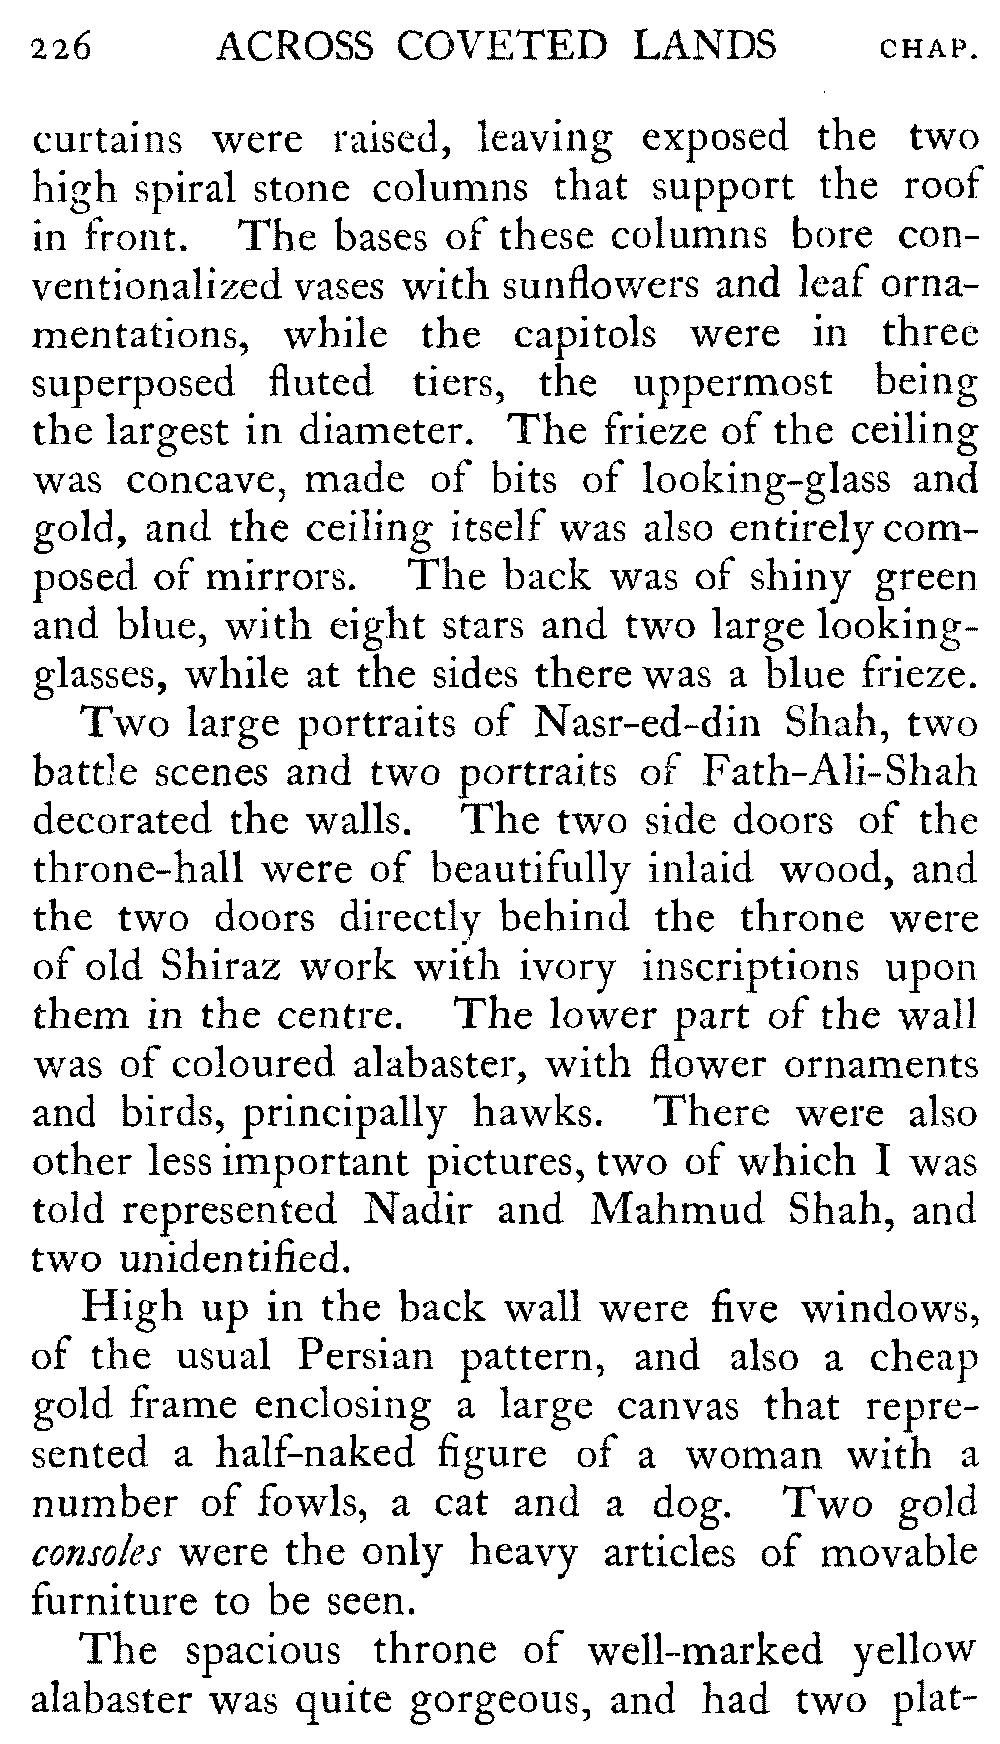 226 ACROSS COVETED LANDS CHAP.
curtains were raised, leaving exposed the two
high spiral stone columns that support the roof
in front. The bases of these columns bore con-
ventionalized vases with sunflowers and leaf orna-
mentations, while the capitols were in three
superposed fluted tiers, the uppermost being
the largest in diameter. The frieze of the ceiling
was concave, made of bits of looking-glass and
gold, and the ceiling itself was also entirely com-
posed of mirrors. The back was of shiny green
and blue, with eight stars and two large looking-
glasses, while at the sides there was a blue frieze.
Two large portraits of Nasr-ed-din Shah, two
battle scenes and two portraits of Fath-Ali-Shah
decorated the walls. The two side doors of the
throne-hall were of beautifully inlaid wood, and
the two doors directly behind the throne were
of old Shiraz work with ivory inscriptions upon
them in the centre. The lower part of the wall
was of coloured alabaster, with flower ornaments
and birds, principally hawks. There were also
other less important pictures, two of which I was
told represented Nadir and Mahmud Shah, and
two unidentified.
High up in the back wall were five windows,
of the usual Persian pattern, and also a cheap
gold frame enclosing a large canvas that repre-
sented a half-naked figure of a woman with a
number of fowls, a cat and a dog. Two gold
consoles were the only heavy articles of movable
furniture to be seen.
The spacious throne of well-marked yellow
alabaster was quite gorgeous, and had two plat-